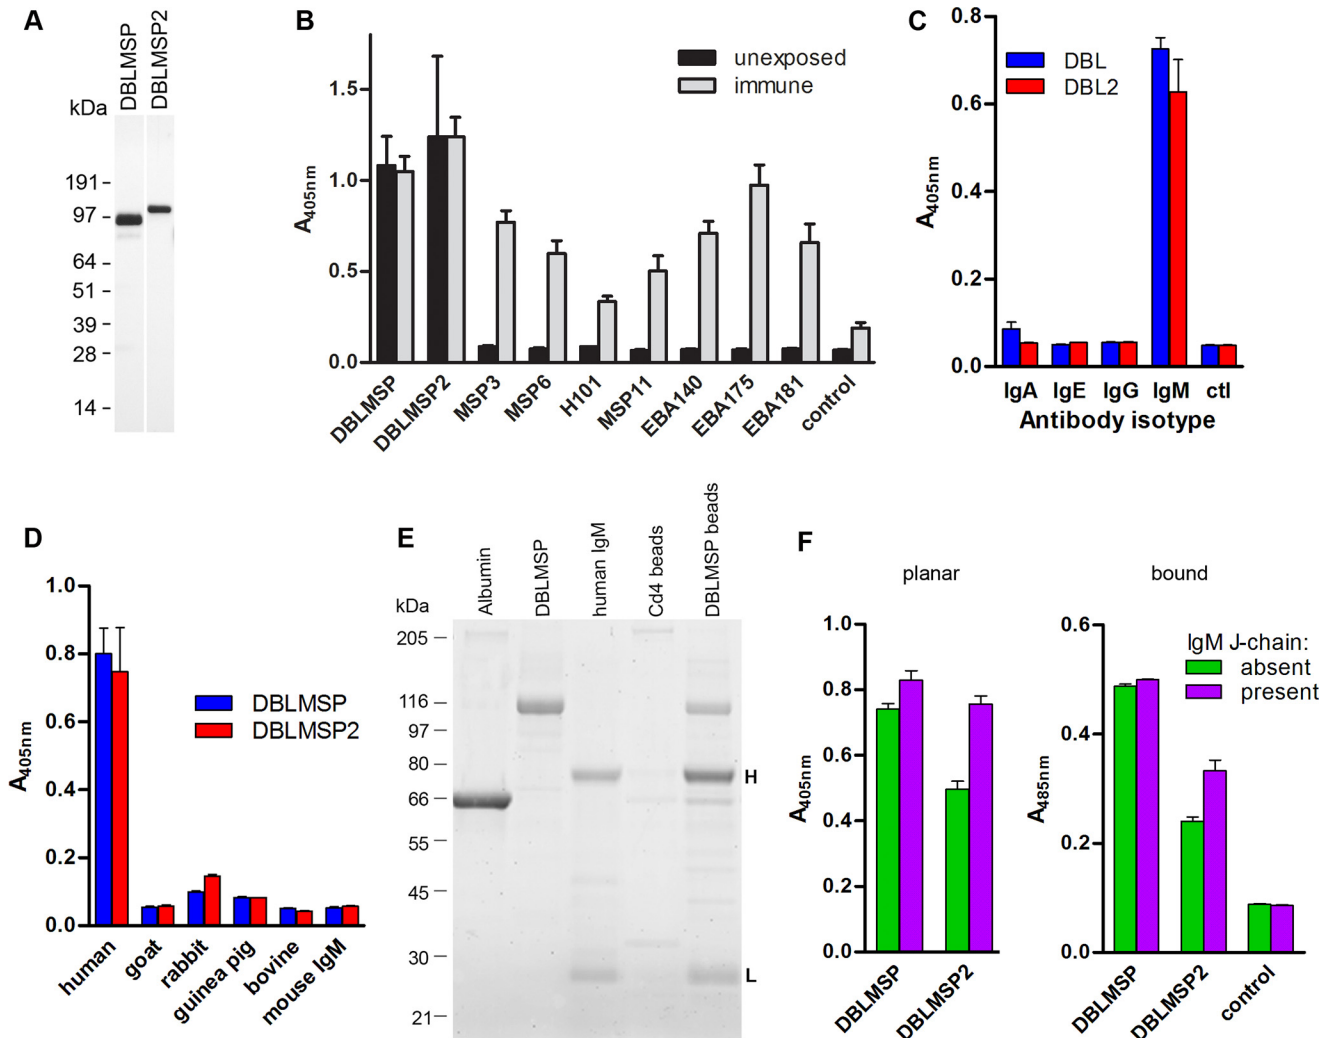 A
kDa
DBLMSP
DBLMSP2
191
97
64
51
39
28
14
B
unexposed
immune
A405nm
1.5
1.0
0.5
0.0
DBLMSP
DBLMSP2
MSP3
MSP6
H101
MSP11
EBA140
EBA175
EBA181
control
C
DBL
DBL2
A405nm
0.8
0.6
0.4
0.2
0.0
IgA IgE IgG IgM ctl
Antibody isotype
D
DBLMSP
DBLMSP2
A405nm
1.0
0.8
0.6
0.4
0.2
0.0
human
goat
rabbit
guinea pig
bovine
mouse IgM
E
kDa
Albumin
DBLMSP
human IgM
Cd4 beads
DBLMSP beads
205
116
97
80
66
55
45
30
21
H
L
F
planar
A405nm
1.0
0.8
0.6
0.4
0.2
0.0
DBLMSP
DBLMSP2
bound
IgM J-chain:
absent
present
A485nm
0.6
0.4
0.2
0.0
DBLMSP
DBLMSP2
control